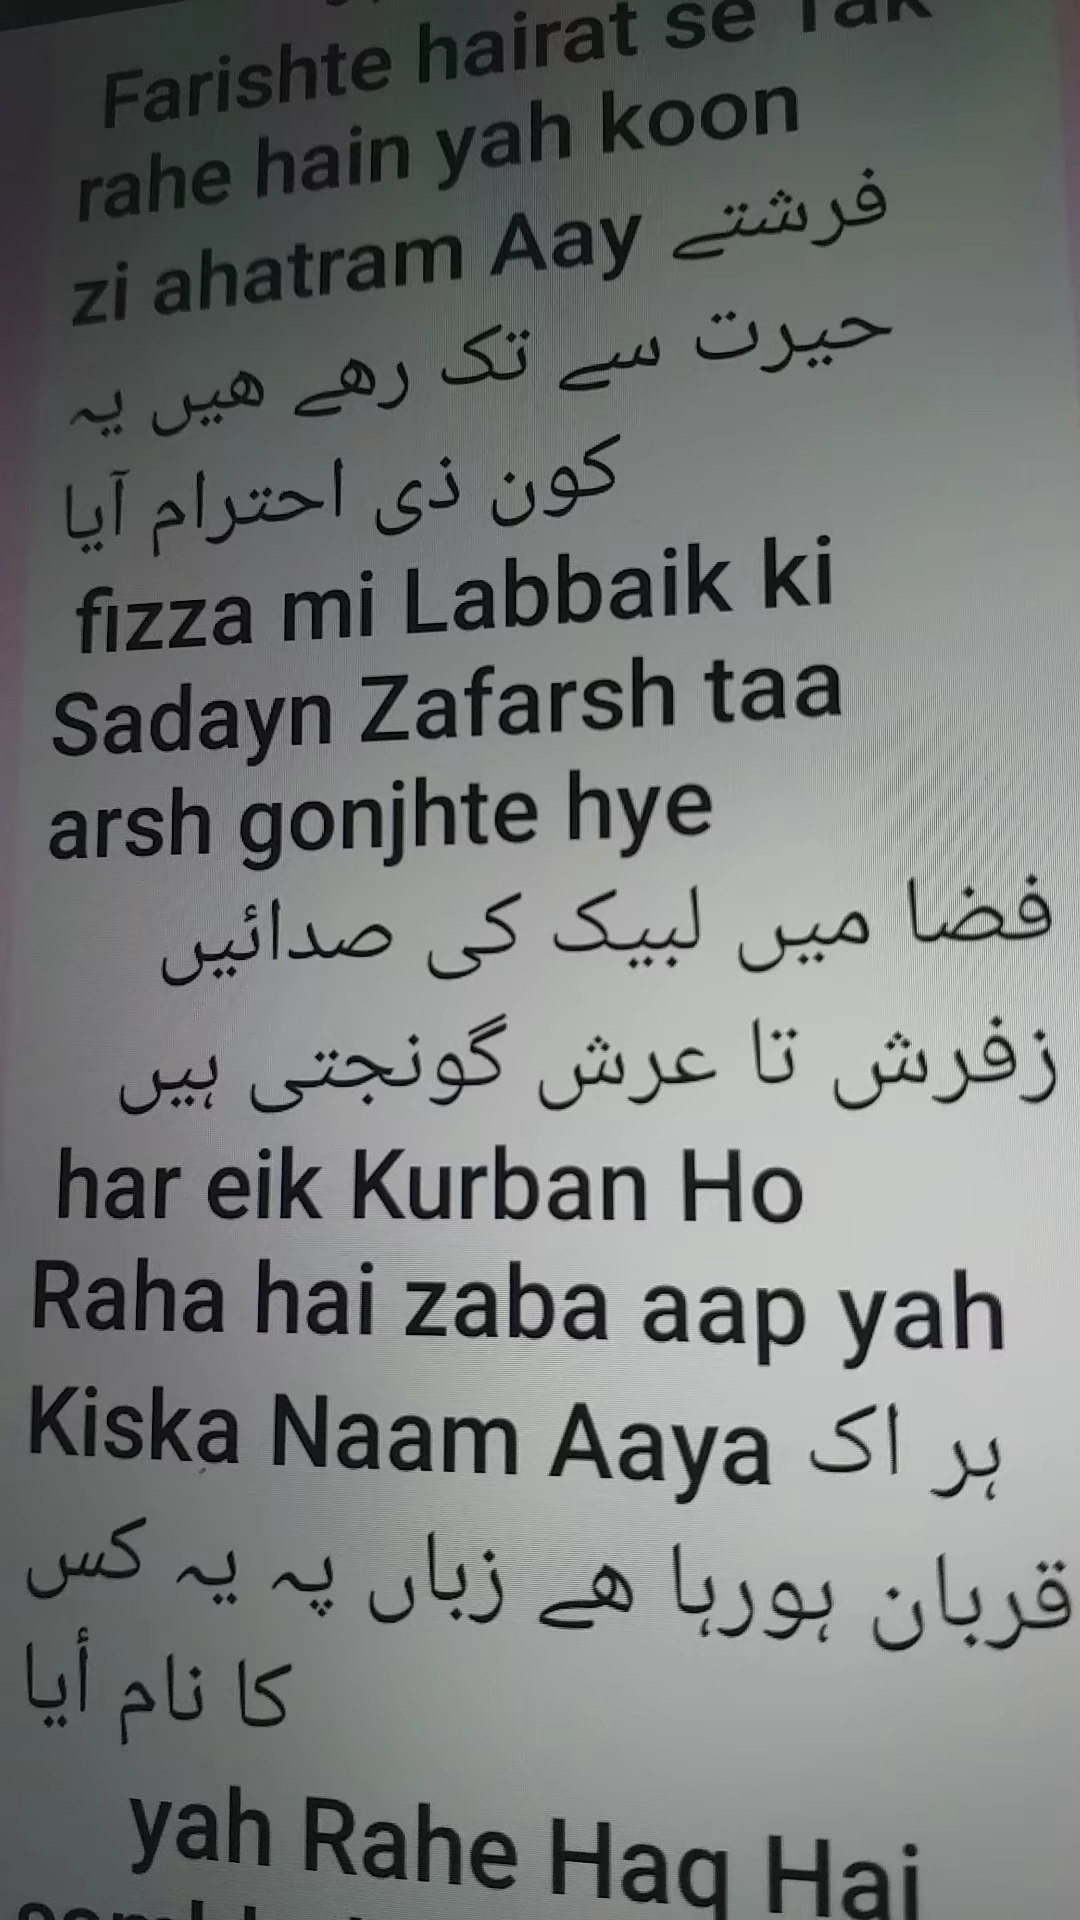 Farishte hairat se Tak
rahe hain yah koon
zi ahatram Aay فرشتے
حیرت سے تک رھے ھیں یہ
کون ذی احترام آیا
fizza mi Labbaik ki
Sadayn Zafarsh taa
arsh gonjhte hye
فضا میں لبیک کی صدائیں
زفرش تا عرش گونجتی ہیں
har eik Kurban Ho
Raha hai zaba aap yah
Kiska Naam Aaya ہر اک
قربان ہورہا ھے زباں پہ یہ کس
کا نام أیا
yah Rahe Haq Hai